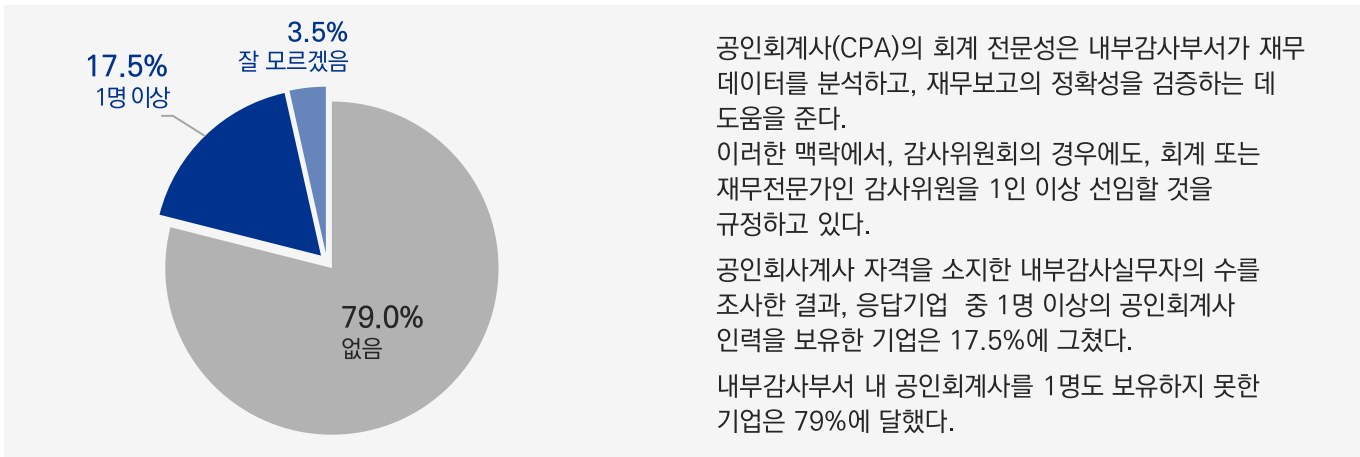 3.5%
잘 모르겠음
17.5%
1명 이상
79.0%
없음
공인회계사(CPA)의 회계 전문성은 내부감사부서가 재무
데이터를 분석하고, 재무보고의 정확성을 검증하는 데
도움을 준다.
이러한 맥락에서, 감사위원회의 경우에도, 회계 또는
재무전문가인 감사위원을 1인 이상 선임할 것을
규정하고 있다.
공인회사계사 자격을 소지한 내부감사실무자의 수를
조사한 결과, 응답기업 중 1명 이상의 공인회계사
인력을 보유한 기업은 17.5%에 그쳤다.
내부감사부서 내 공인회계사를 1명도 보유하지 못한
기업은 79%에 달했다.